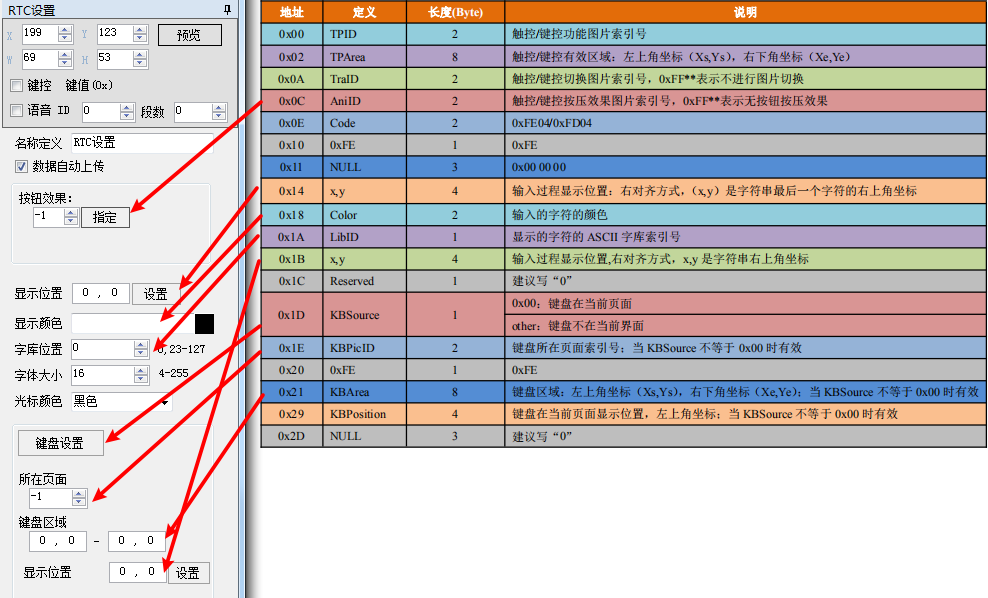 RTC设置
X 199 Y 123 预览
W 69 H 53
键控 键值(0x)
语音 ID 0 段数 0
名称定义 RTC设置
数据自动上传
按钮效果:
-1 指定
显示位置 0 , 0 设置
显示颜色
字库位置 0 0,23-127
字体大小 16 4-255
光标颜色 黑色
键盘设置
所在页面
-1
键盘区域
0 , 0 - 0 , 0
显示位置 0 , 0 设置
地址 定义 长度(Byte) 说明
0x00 TPID 2 触控/键控功能图片索引号
0x02 TPArea 8 触控/键控有效区域：左上角坐标（Xs,Ys），右下角坐标（Xe,Ye）
0x0A TraID 2 触控/键控切换图片索引号，0xFF**表示不进行图片切换
0x0C AniID 2 触控/键控按压效果图片索引号，0xFF**表示无按钮按压效果
0x0E Code 2 0xFE04/0xFD04
0x10 0xFE 1 0xFE
0x11 NULL 3 0x00 00 00
0x14 x,y 4 输入过程显示位置：右对齐方式，（x,y）是字符串最后一个字符的右上角坐标
0x18 Color 2 输入的字符的颜色
0x1A LibID 1 显示的字符的 ASCII 字库索引号
0x1B x,y 4 输入过程显示位置,右对齐方式，x,y 是字符串右上角坐标
0x1C Reserved 1 建议写“0”
0x1D KBSource 1 0x00：键盘在当前页面
other：键盘不在当前界面
0x1E KBPicID 2 键盘所在页面索引号；当 KBSource 不等于 0x00 时有效
0x20 0xFE 1 0xFE
0x21 KBArea 8 键盘区域：左上角坐标（Xs,Ys），右下角坐标（Xe,Ye）；当 KBSource 不等于 0x00 时有效
0x29 KBPosition 4 键盘在当前页面显示位置，左上角坐标；当 KBSource 不等于 0x00 时有效
0x2D NULL 3 建议写“0”